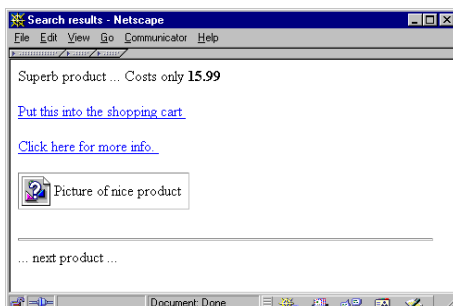 Search results - Netscape
File Edit View Go Communicator Help
Superb product ... Costs only 15.99
Put this into the shopping cart
Click here for more info.
Picture of nice product
... next product ...
Document: Done